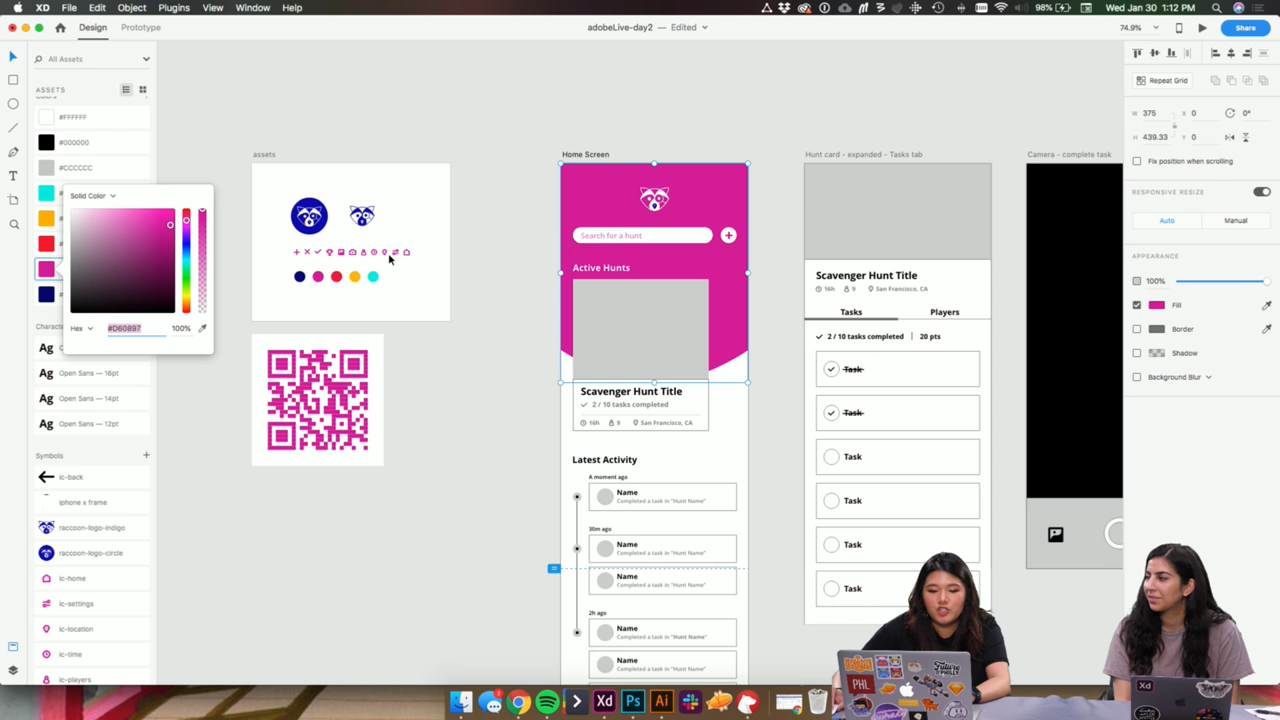 XD File Edit Object Plugins View Window Help
98% Wed Jan 30 1:12 PM
Design Prototype
adobeLive-day2 — Edited
74.9%
Share
All Assets
ASSETS
Colors
#FFFFFF
#000000
#CCCCCC
Solid Color
Hex #D60897 100%
Ag Open Sans — 16pt
Ag Open Sans — 14pt
Ag Open Sans — 12pt
Symbols
ic-back
iphone x frame
raccoon-logo-indigo
raccoon-logo-circle
ic-home
ic-settings
ic-location
ic-time
ic-players
assets
Home Screen
Search for a hunt
Active Hunts
Scavenger Hunt Title
2 / 10 tasks completed
16h 9 San Francisco, CA
Latest Activity
A moment ago
Name
Completed a task in "Hunt Name"
30m ago
Name
Completed a task in "Hunt Name"
Name
Completed a task in "Hunt Name"
2h ago
Name
Completed a task in "Hunt Name"
Name
Completed a task in "Hunt Name"
Hunt card - expanded - Tasks tab
Scavenger Hunt Title
16h 9 San Francisco, CA
Tasks Players
2 / 10 tasks completed 20 pts
Task
Task
Task
Task
Task
Task
Camera - complete task
Repeat Grid
W 375 X 0 0°
H 439.33 Y 0
Fix position when scrolling
RESPONSIVE RESIZE
Auto Manual
APPEARANCE
100%
Fill
Border
Shadow
Background Blur
Xd Ps Ai
PHL
Xd